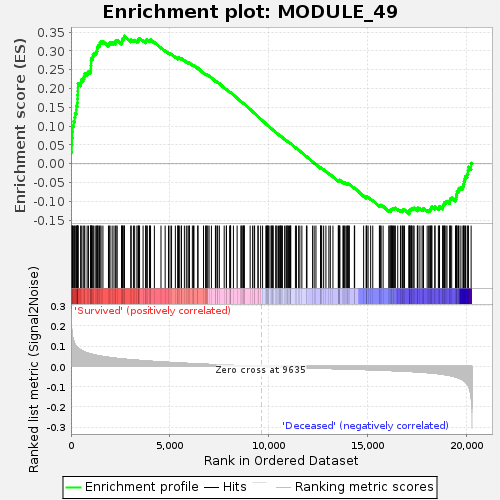 Enrichment plot: MODULE_49
Enrichment score (ES)
0.35
0.30
0.25
0.20
0.15
0.10
0.05
0.00
-0.05
-0.10
-0.15
Ranked list metric (Signal2Noise)
0.3
0.2
0.1
0.0
-0.1
-0.2
-0.3
'Survived' (positively correlated)
Zero cross at 9635
'Deceased' (negatively correlated)
0
5,000
10,000
15,000
20,000
Rank in Ordered Dataset
Enrichment profile
Hits
Ranking metric scores